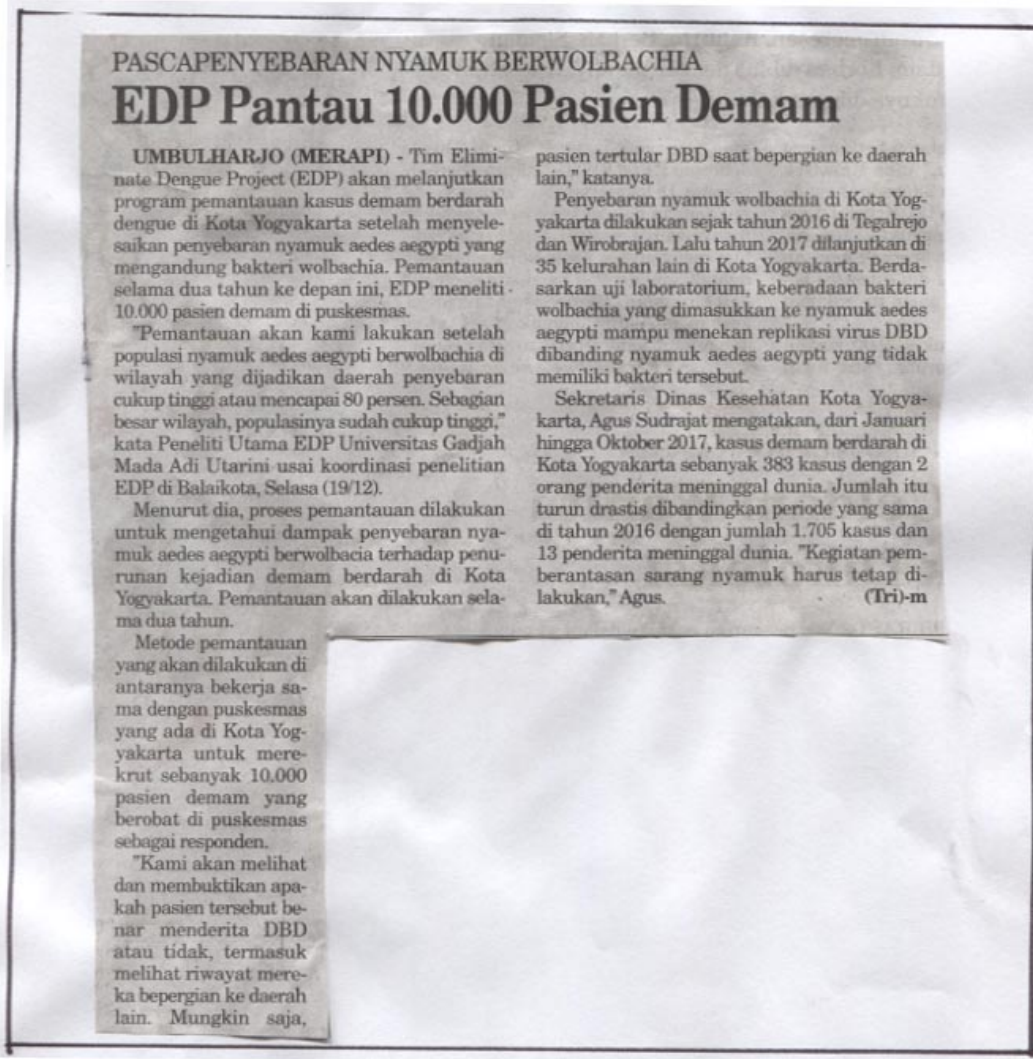 PASCAPENYEBARAN NYAMUK BERWOLBACHIA
EDP Pantau 10.000 Pasien Demam
UMBULHARJO (MERAPI) - Tim Elimi-
nate Dengue Project (EDP) akan melanjutkan
program pemantauan kasus demam berdarah
dengue di Kota Yogyakarta setelah menyele-
saikan penyebaran nyamuk aedes aegypti yang
mengandung bakteri wolbachia. Pemantauan
selama dua tahun ke depan ini, EDP meneliti
10.000 pasien demam di puskesmas.
"Pemantauan akan kami lakukan setelah
populasi nyamuk aedes aegypti berwolbachia di
wilayah yang dijadikan daerah penyebaran
cukup tinggi atau mencapai 80 persen. Sebagian
besar wilayah, populasinya sudah cukup tinggi,"
kata Peneliti Utama EDP Universitas Gadjah
Mada Adi Utarini usai koordinasi penelitian
EDP di Balaikota, Selasa (19/12).
Menurut dia, proses pemantauan dilakukan
untuk mengetahui dampak penyebaran nya-
muk aedes aegypti berwolbacia terhadap penu-
runan kejadian demam berdarah di Kota
Yogyakarta. Pemantauan akan dilakukan sela-
ma dua tahun.
Metode pemantauan
yang akan dilakukan di
antaranya bekerja sa-
ma dengan puskesmas
yang ada di Kota Yog-
yakarta untuk mere-
krut sebanyak 10.000
pasien demam yang
berobat di puskesmas
sebagai responden.
"Kami akan melihat
dan membuktikan apa-
kah pasien tersebut be-
nar menderita DBD
atau tidak, termasuk
melihat riwayat mere-
ka bepergian ke daerah
lain. Mungkin saja,
pasien tertular DBD saat bepergian ke daerah
lain," katanya.
Penyebaran nyamuk wolbachia di Kota Yog-
yakarta dilakukan sejak tahun 2016 di Tegalrejo
dan Wirobrajan. Lalu tahun 2017 dilanjutkan di
35 kelurahan lain di Kota Yogyakarta. Berda-
sarkan uji laboratorium, keberadaan bakteri
wolbachia yang dimasukkan ke nyamuk aedes
aegypti mampu menekan replikasi virus DBD
dibanding nyamuk aedes aegypti yang tidak
memiliki bakteri tersebut.
Sekretaris Dinas Kesehatan Kota Yogya-
karta, Agus Sudrajat mengatakan, dari Januari
hingga Oktober 2017, kasus demam berdarah di
Kota Yogyakarta sebanyak 383 kasus dengan 2
orang penderita meninggal dunia. Jumlah itu
turun drastis dibandingkan periode yang sama
di tahun 2016 dengan jumlah 1.705 kasus dan
13 penderita meninggal dunia. "Kegiatan pem-
berantasan sarang nyamuk harus tetap di-
lakukan," Agus. (Tri)-m